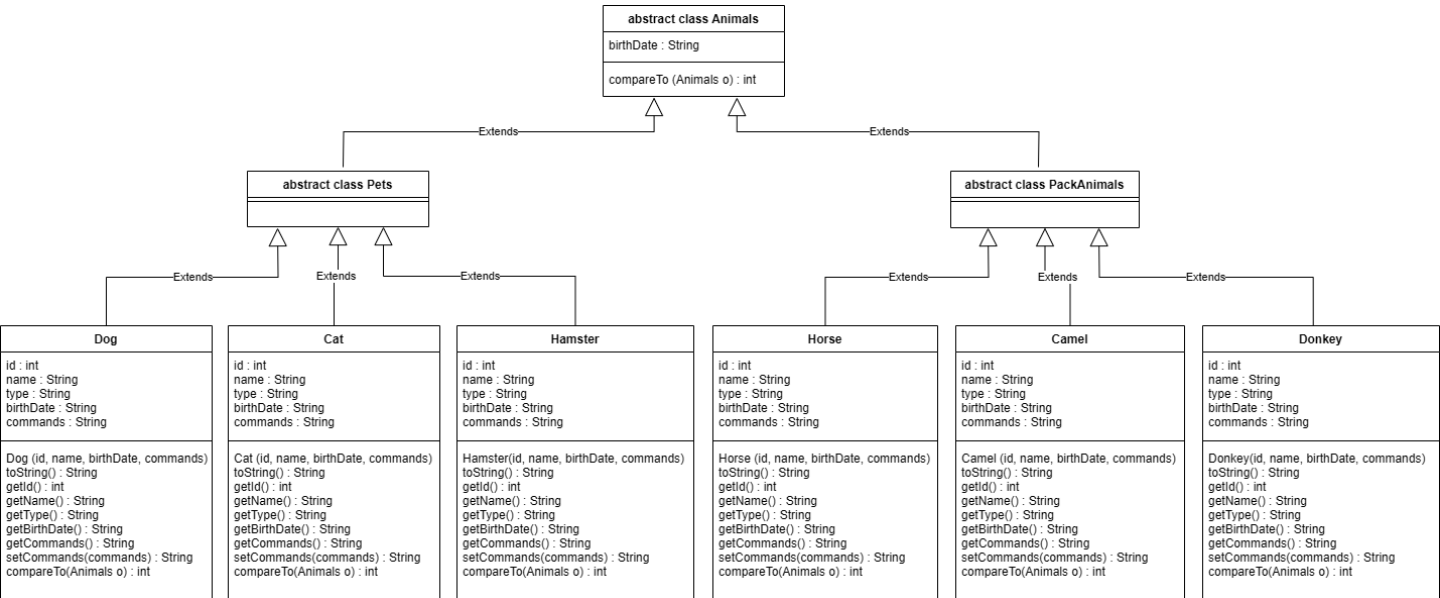 abstract class Animals
birthDate : String
compareTo (Animals o) : int
Extends
Extends
abstract class Pets
abstract class PackAnimals
Extends
Extends
Extends
Extends
Extends
Extends
Dog
id : int
name : String
type : String
birthDate : String
commands : String
Dog (id, name, birthDate, commands)
toString() : String
getId() : int
getName() : String
getType() : String
getBirthDate() : String
getCommands() : String
setCommands(commands) : String
compareTo(Animals o) : int
Cat
id : int
name : String
type : String
birthDate : String
commands : String
Cat (id, name, birthDate, commands)
toString() : String
getId() : int
getName() : String
getType() : String
getBirthDate() : String
getCommands() : String
setCommands(commands) : String
compareTo(Animals o) : int
Hamster
id : int
name : String
type : String
birthDate : String
commands : String
Hamster(id, name, birthDate, commands)
toString() : String
getId() : int
getName() : String
getType() : String
getBirthDate() : String
getCommands() : String
setCommands(commands) : String
compareTo(Animals o) : int
Horse
id : int
name : String
type : String
birthDate : String
commands : String
Horse (id, name, birthDate, commands)
toString() : String
getId() : int
getName() : String
getType() : String
getBirthDate() : String
getCommands() : String
setCommands(commands) : String
compareTo(Animals o) : int
Camel
id : int
name : String
type : String
birthDate : String
commands : String
Camel (id, name, birthDate, commands)
toString() : String
getId() : int
getName() : String
getType() : String
getBirthDate() : String
getCommands() : String
setCommands(commands) : String
compareTo(Animals o) : int
Donkey
id : int
name : String
type : String
birthDate : String
commands : String
Donkey(id, name, birthDate, commands)
toString() : String
getId() : int
getName() : String
getType() : String
getBirthDate() : String
getCommands() : String
setCommands(commands) : String
compareTo(Animals o) : int